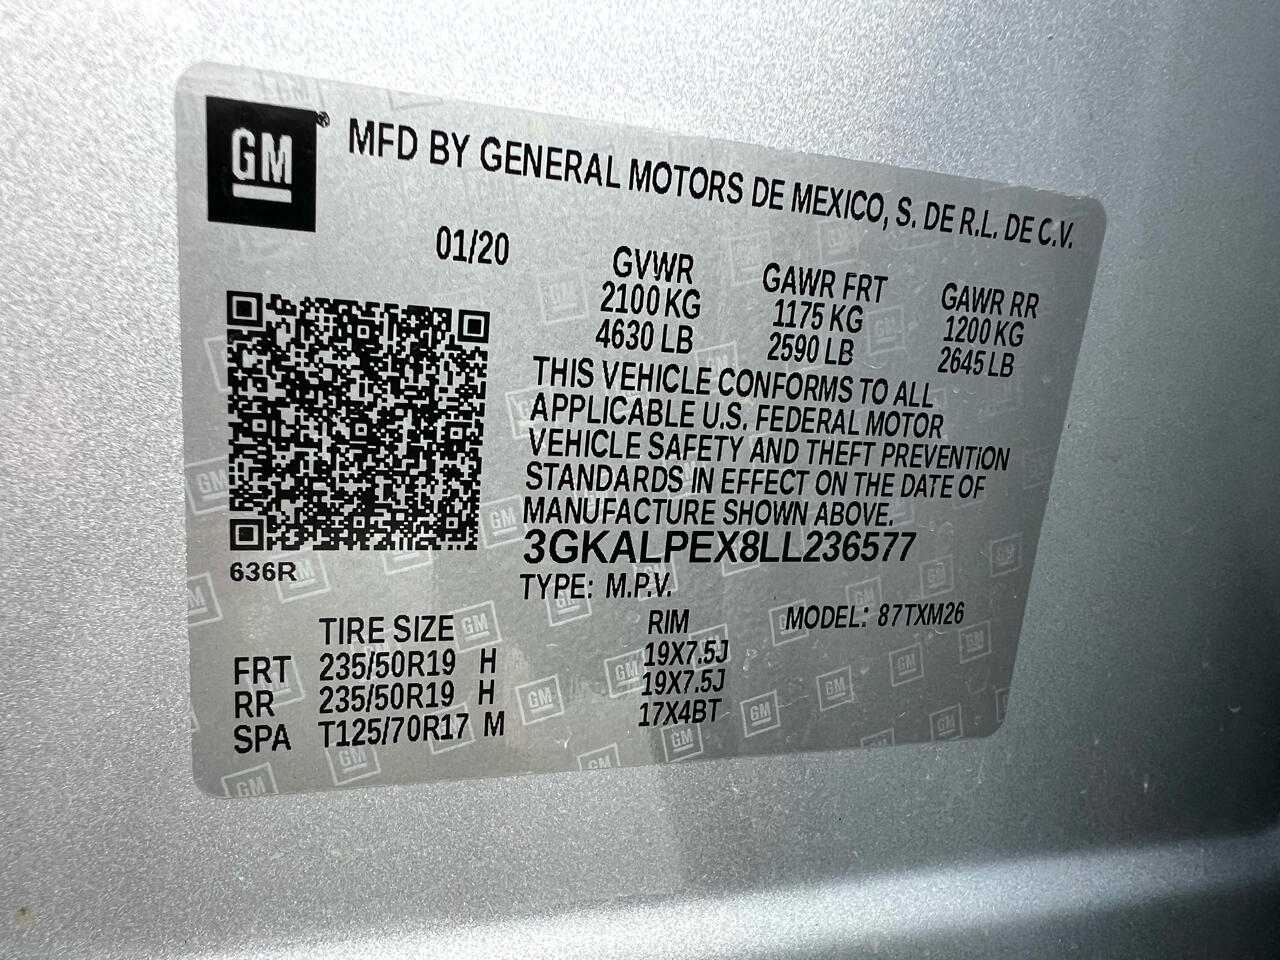 GM
MFD BY GENERAL MOTORS DE MEXICO, S. DE R.L. DE C.V.
01/20
GVWR GAWR FRT GAWR RR
2100 KG 1175 KG 1200 KG
4630 LB 2590 LB 2645 LB
THIS VEHICLE CONFORMS TO ALL
APPLICABLE U.S. FEDERAL MOTOR
VEHICLE SAFETY AND THEFT PREVENTION
STANDARDS IN EFFECT ON THE DATE OF
MANUFACTURE SHOWN ABOVE.
3GKALPEX8LL236577
636R
TYPE: M.P.V. MODEL: 87TXM26
TIRE SIZE RIM
FRT 235/50R19 H 19X7.5J
RR 235/50R19 H 19X7.5J
SPA T125/70R17 M 17X4BT